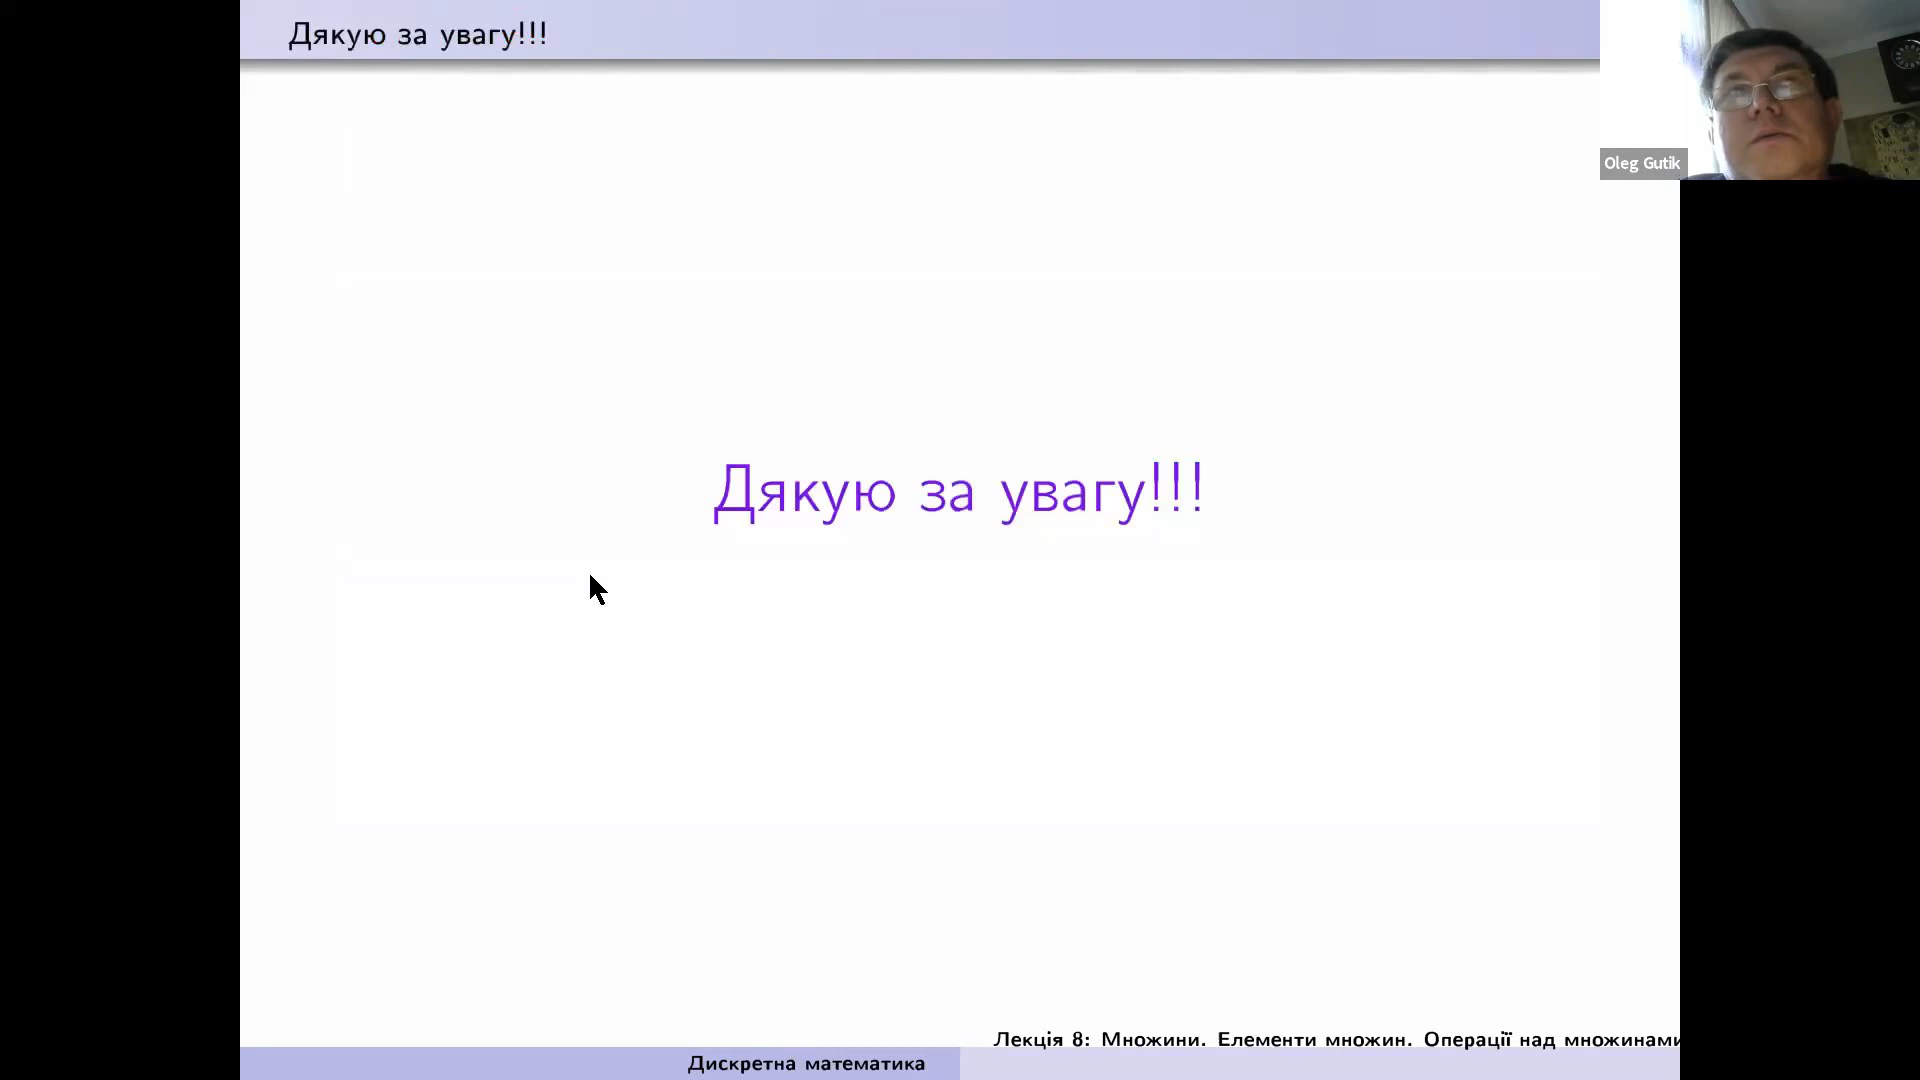 Дякую за увагу!!!
Oleg Gutik
Дякую за увагу!!!
Лекція 8: Множини. Елементи множин. Операції над множинами
Дискретна математика